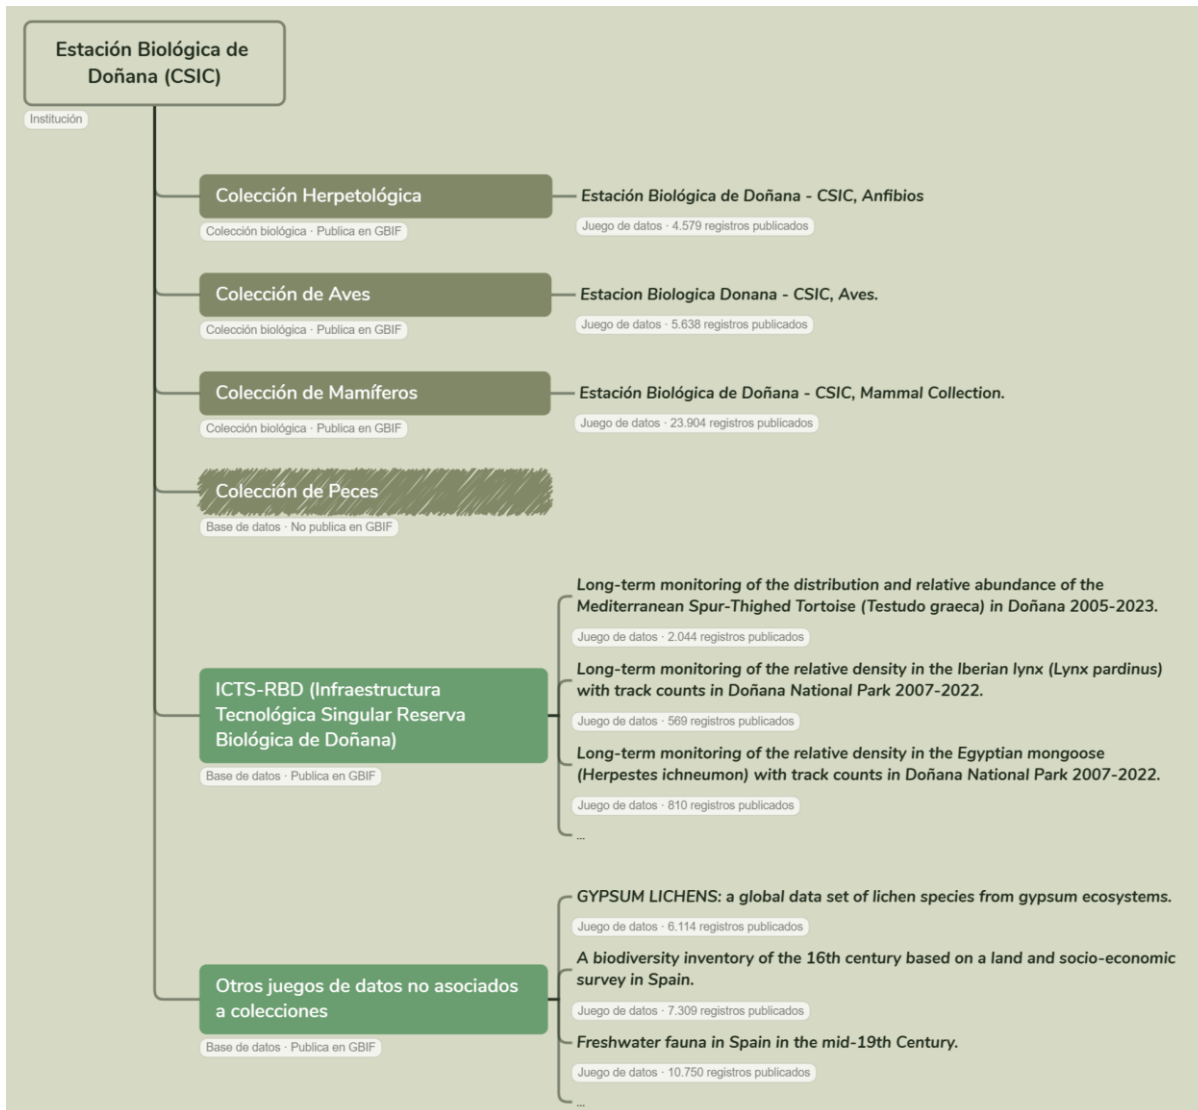 Estación Biológica de
Doñana (CSIC)
Institución
Colección Herpetológica
Colección biológica · Publica en GBIF
Estación Biológica de Doñana - CSIC, Anfibios
Juego de datos · 4.579 registros publicados
Colección de Aves
Colección biológica · Publica en GBIF
Estacion Biologica Donana - CSIC, Aves.
Juego de datos · 5.638 registros publicados
Colección de Mamíferos
Colección biológica · Publica en GBIF
Estación Biológica de Doñana - CSIC, Mammal Collection.
Juego de datos · 23.904 registros publicados
Colección de Peces
Base de datos · No publica en GBIF
ICTS-RBD (Infraestructura
Tecnológica Singular Reserva
Biológica de Doñana)
Base de datos · Publica en GBIF
Long-term monitoring of the distribution and relative abundance of the
Mediterranean Spur-Thighed Tortoise (Testudo graeca) in Doñana 2005-2023.
Juego de datos · 2.044 registros publicados
Long-term monitoring of the relative density in the Iberian lynx (Lynx pardinus)
with track counts in Doñana National Park 2007-2022.
Juego de datos · 569 registros publicados
Long-term monitoring of the relative density in the Egyptian mongoose
(Herpestes ichneumon) with track counts in Doñana National Park 2007-2022.
Juego de datos · 810 registros publicados
...
Otros juegos de datos no asociados
a colecciones
Base de datos · Publica en GBIF
GYPSUM LICHENS: a global data set of lichen species from gypsum ecosystems.
Juego de datos · 6.114 registros publicados
A biodiversity inventory of the 16th century based on a land and socio-economic
survey in Spain.
Juego de datos · 7.309 registros publicados
Freshwater fauna in Spain in the mid-19th Century.
Juego de datos · 10.750 registros publicados
...